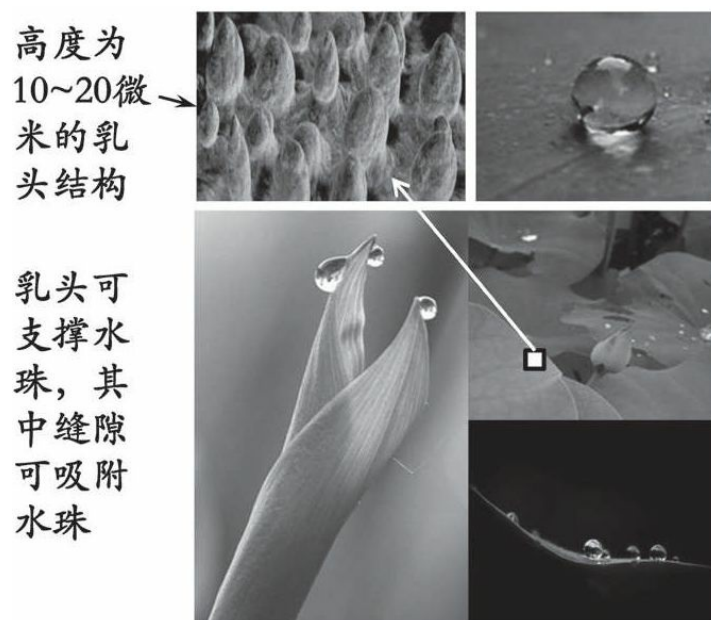 高度为
10~20微
米的乳
头结构
乳头可
支撑水
珠，其
中缝隙
可吸附
水珠